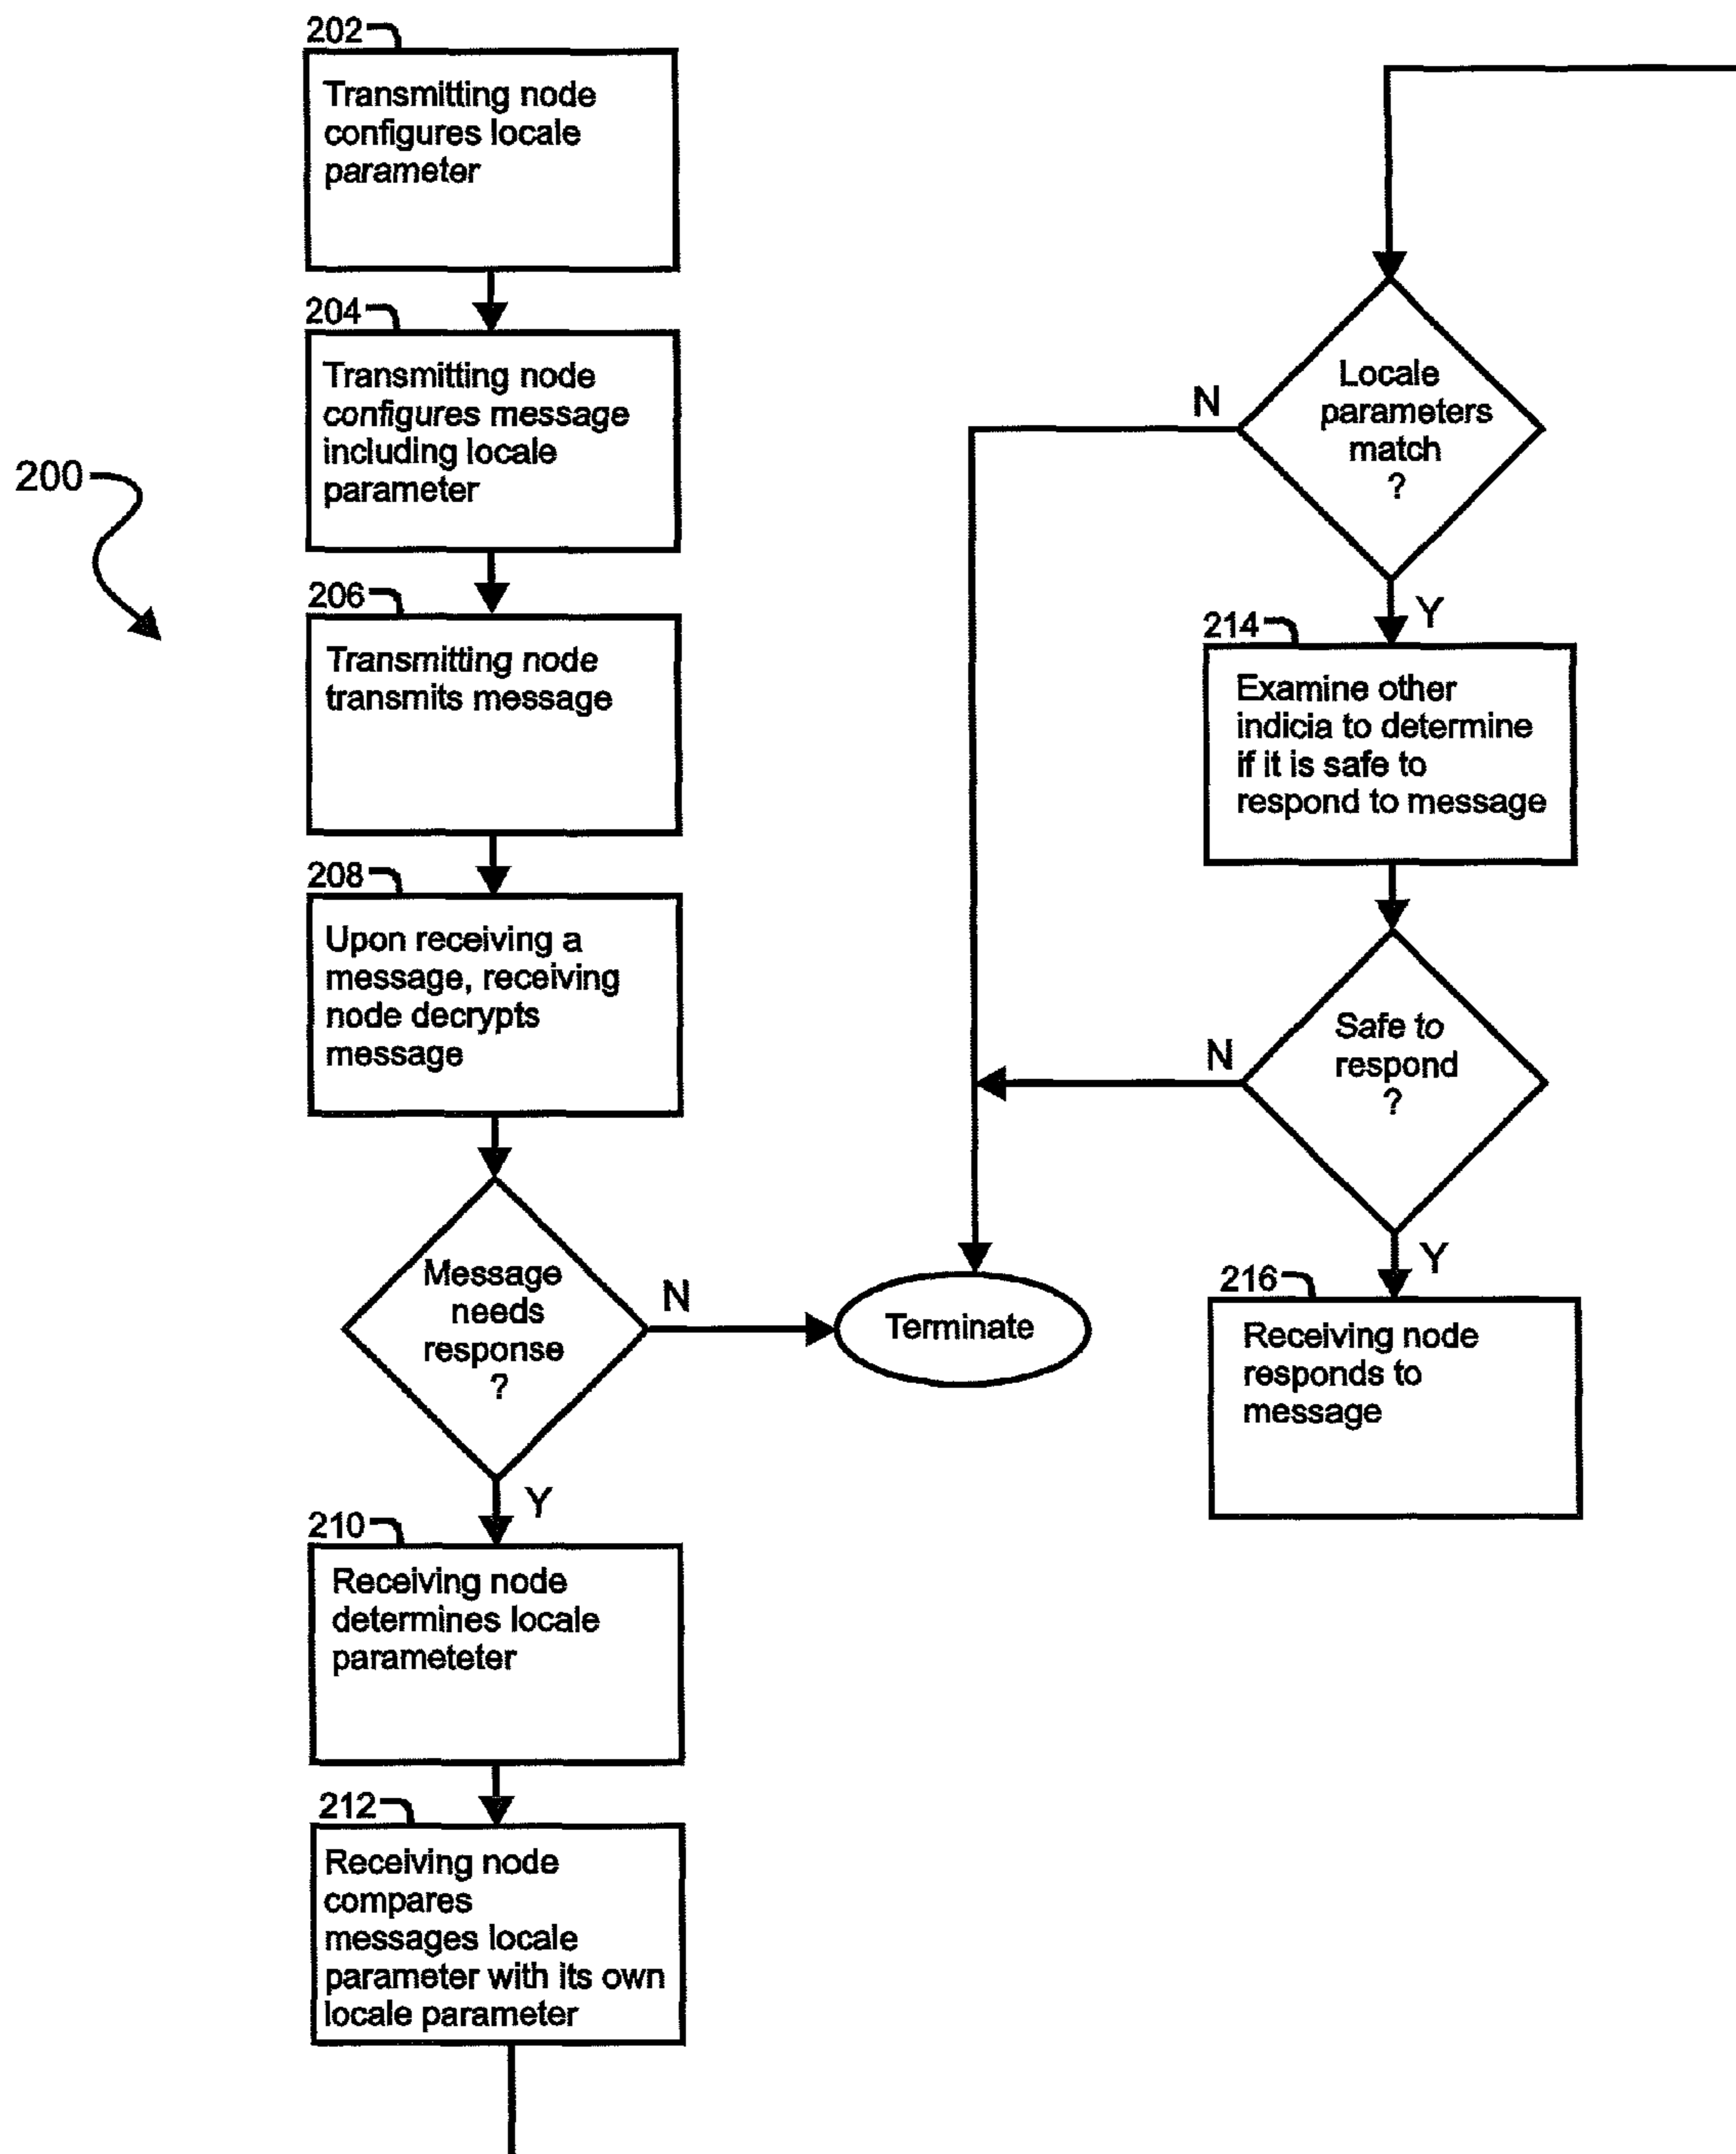 200
202
Transmitting node
configures locale
parameter
204
Transmitting node
configures message
including locale
parameter
206
Transmitting node
transmits message
208
Upon receiving a
message, receiving
node decrypts
message
Message
needs
response
?
N
Y
Terminate
210
Receiving node
determines locale
parameteter
212
Receiving node
compares
messages locale
parameter with its own
locale parameter
Locale
parameters
match
?
N
Y
214
Examine other
indicia to determine
if it is safe to
respond to message
Safe to
respond
?
N
Y
216
Receiving node
responds to
message